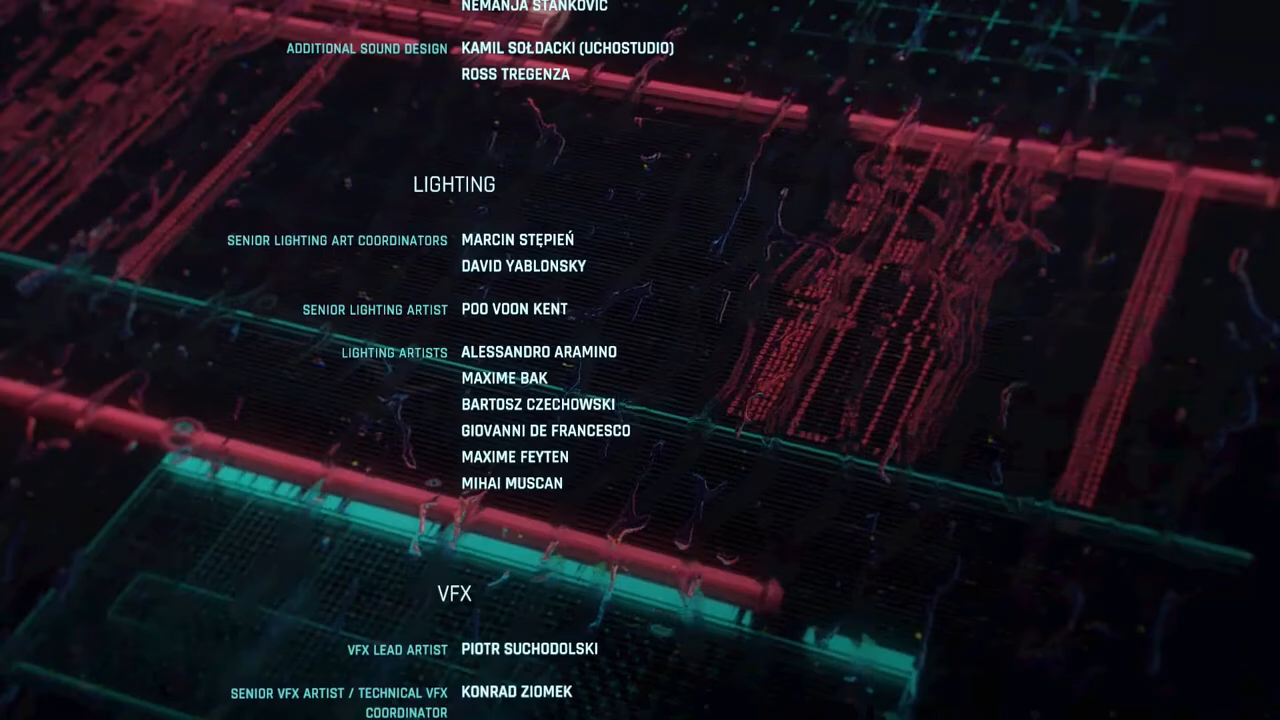 NEMANJA STANKOVIC
ADDITIONAL SOUND DESIGN KAMIL SOŁDACKI (UCHOSTUDIO)
ROSS TREGENZA
LIGHTING
SENIOR LIGHTING ART COORDINATORS MARCIN STĘPIEŃ
DAVID YABLONSKY
SENIOR LIGHTING ARTIST POO VOON KENT
LIGHTING ARTISTS ALESSANDRO ARAMINO
MAXIME BAK
BARTOSZ CZECHOWSKI
GIOVANNI DE FRANCESCO
MAXIME FEYTEN
MIHAI MUSCAN
VFX
VFX LEAD ARTIST PIOTR SUCHODOLSKI
SENIOR VFX ARTIST / TECHNICAL VFX KONRAD ZIOMEK
COORDINATOR